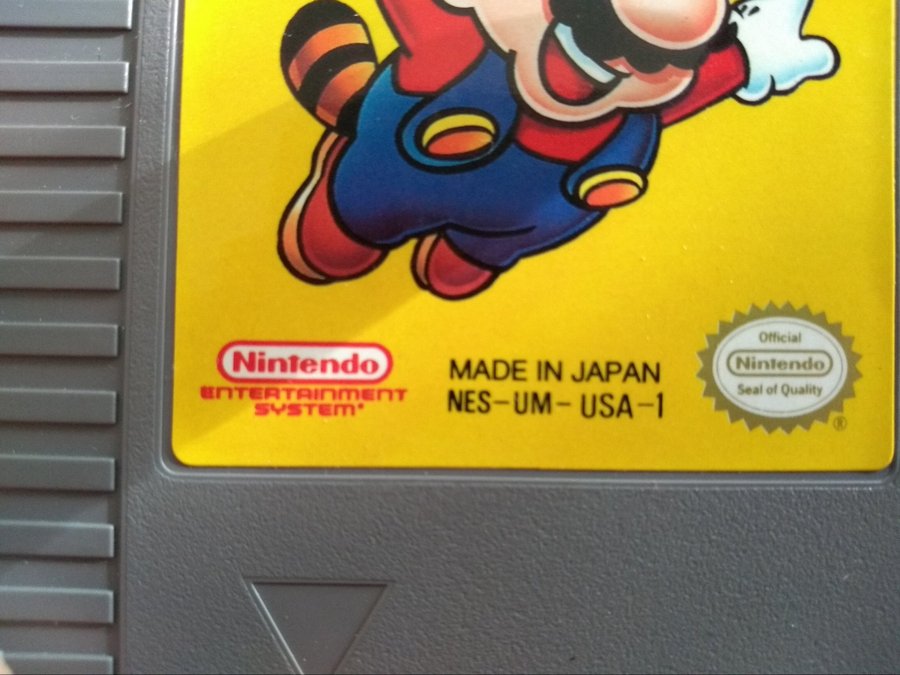 Nintendo
ENTERTAINMENT
SYSTEM®
MADE IN JAPAN
NES-UM-USA-1
Official
Nintendo
Seal of Quality
®